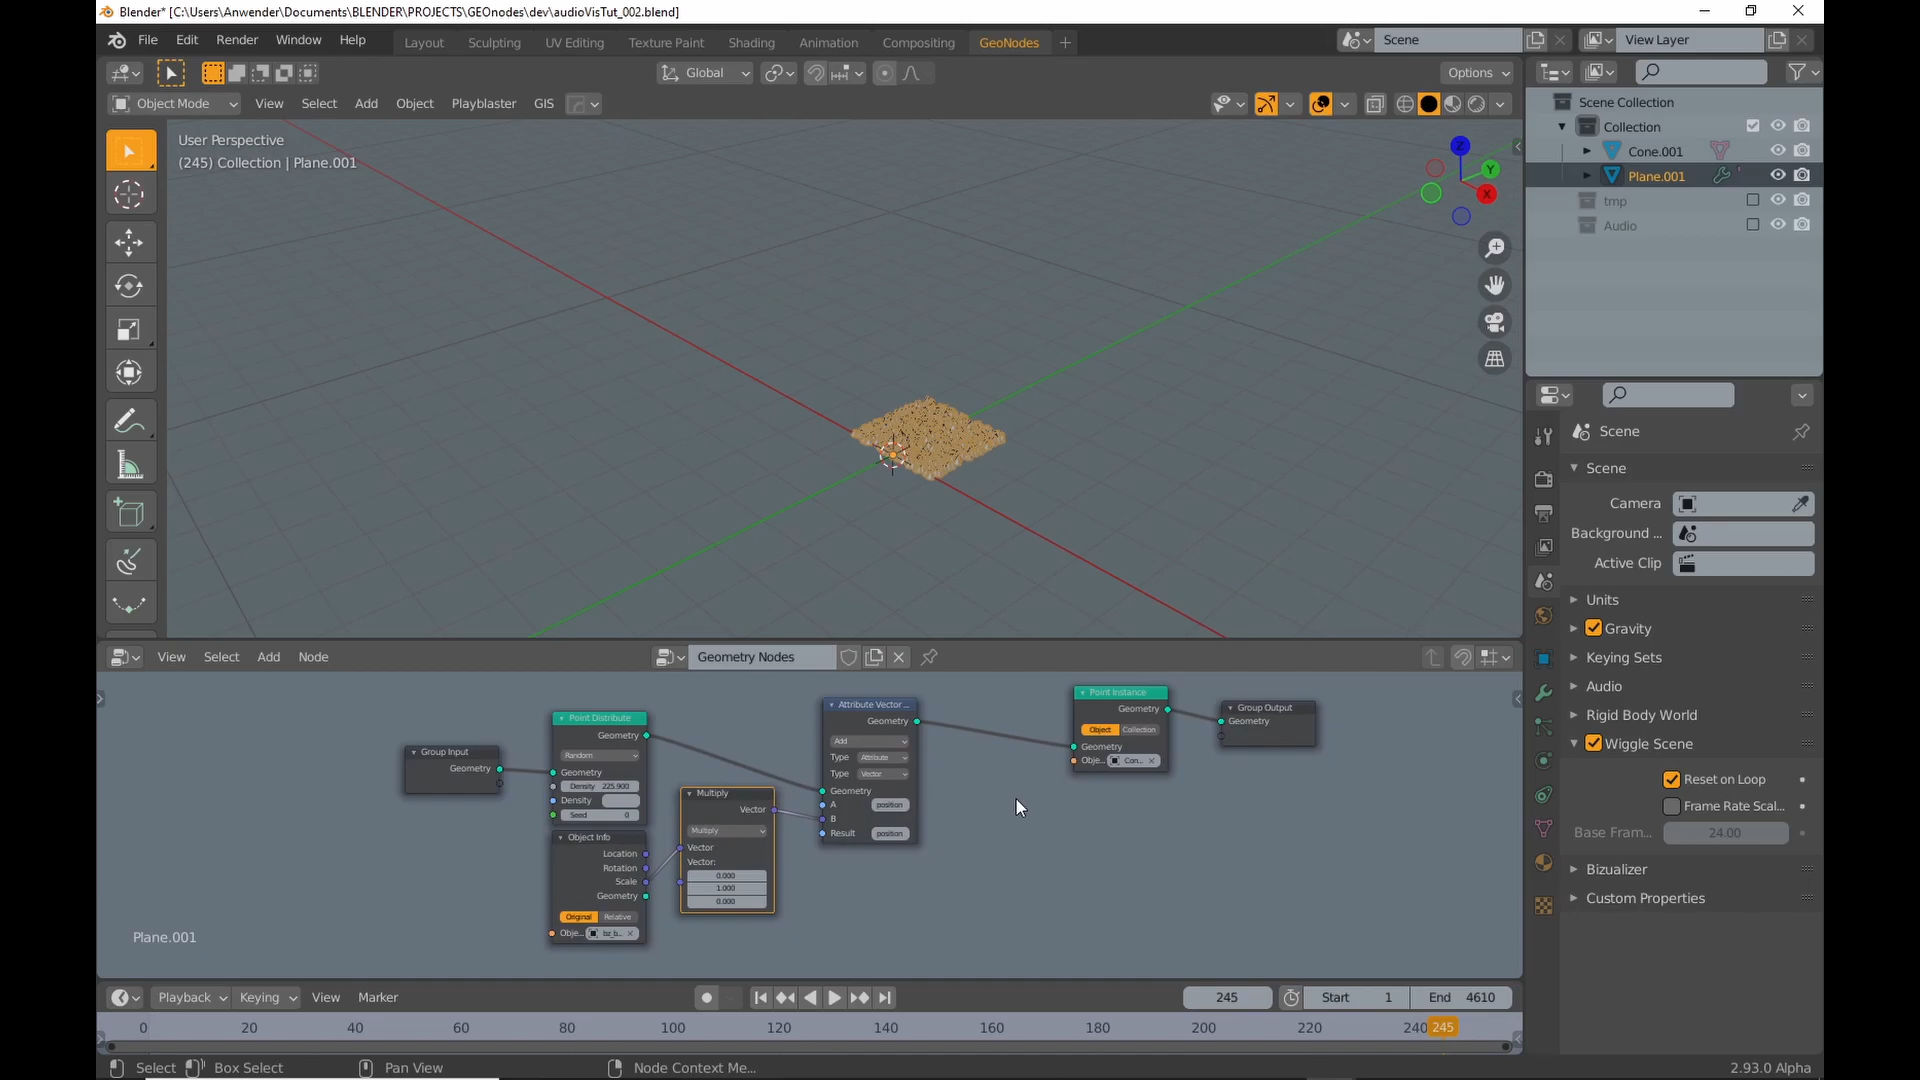 Blender* [C:\Users\Anwender\Documents\BLENDER\PROJECTS\GEOnodes\dev\audioVisTut_002.blend]
File Edit Render Window Help Layout Sculpting UV Editing Texture Paint Shading Animation Compositing GeoNodes Scene View Layer
Global Options
Object Mode View Select Add Object Playblaster GIS
User Perspective
(245) Collection | Plane.001
Z
Y
X
Scene Collection
Collection
Cone.001
Plane.001
tmp
Audio
Scene
Scene
Camera
Background ...
Active Clip
Units
Gravity
Keying Sets
Audio
Rigid Body World
Wiggle Scene
Reset on Loop
Frame Rate Scal...
Base Fram... 24.00
Bizualizer
Custom Properties
View Select Add Node Geometry Nodes
Group Input
Geometry
Point Distribute
Geometry
Random
Geometry
Density 225.900
Density
Seed 0
Object Info
Location
Rotation
Scale
Geometry
Original Relative
Obje... bz_b...
Multiply
Vector
Multiply
Vector
Vector:
0.000
1.000
0.000
Attribute Vector ...
Geometry
Add
Type Attribute
Type Vector
Geometry
A position
B
Result position
Point Instance
Geometry
Object Collection
Geometry
Obje... Con...
Group Output
Geometry
Plane.001
Playback Keying View Marker 245 Start 1 End 4610
0 20 40 60 80 100 120 140 160 180 200 220 240 245
Select Box Select Pan View Node Context Me... 2.93.0 Alpha